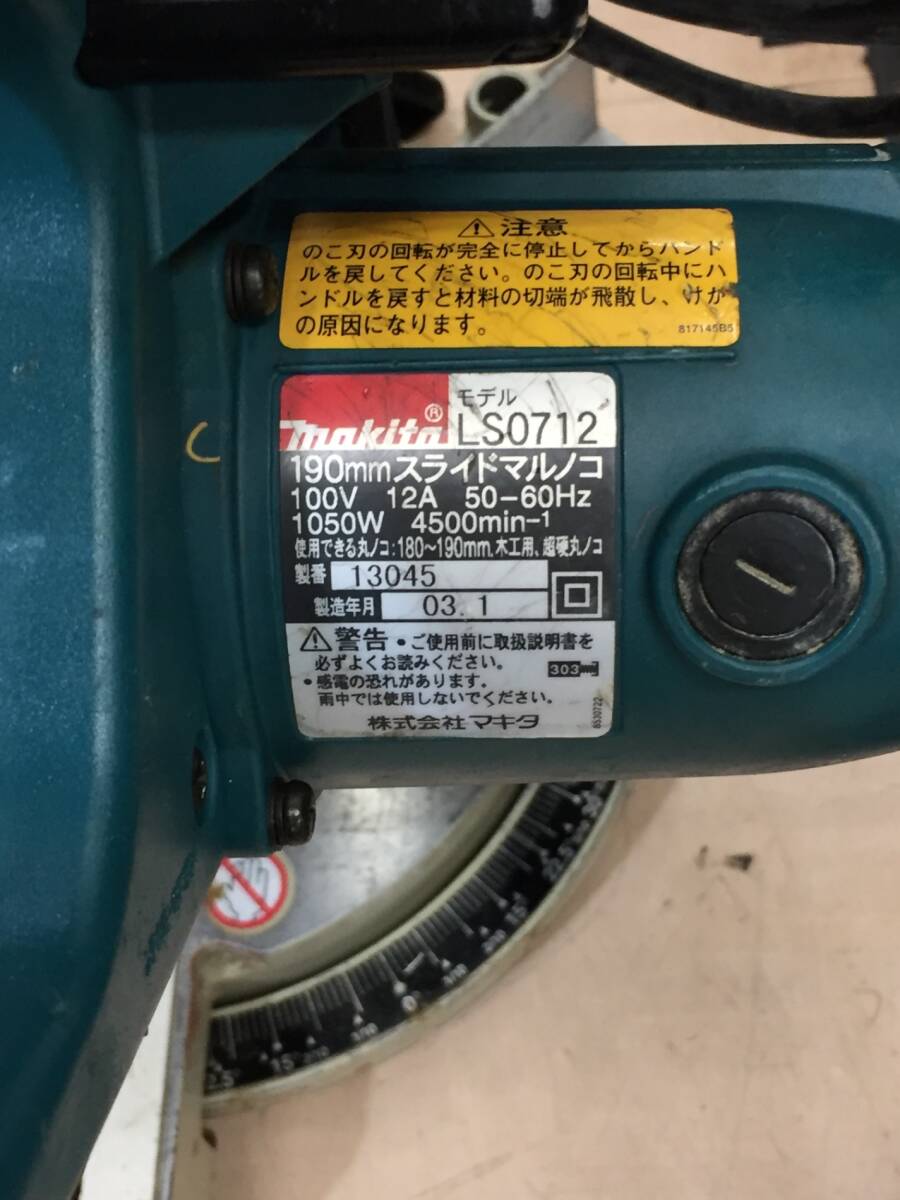 ⚠注意
のこ刃の回転が完全に停止してからハンド
ルを戻してください。のこ刃の回転中にハ
ンドルを戻すと材料の切端が飛散し、けが
の原因になります。
817145B5
makita® モデル
LS0712
190mmスライドマルノコ
100V 12A 50-60Hz
1050W 4500min-1
使用できる丸ノコ:180~190mm.木工用、超硬丸ノコ
製番 13045
製造年月 03.1
⚠警告 •ご使用前に取扱説明書を
必ずよくお読みください。
303
•感電の恐れがあります。
雨中では使用しないでください。
株式会社マキタ
8530722
22.5°
15°
0°
15°